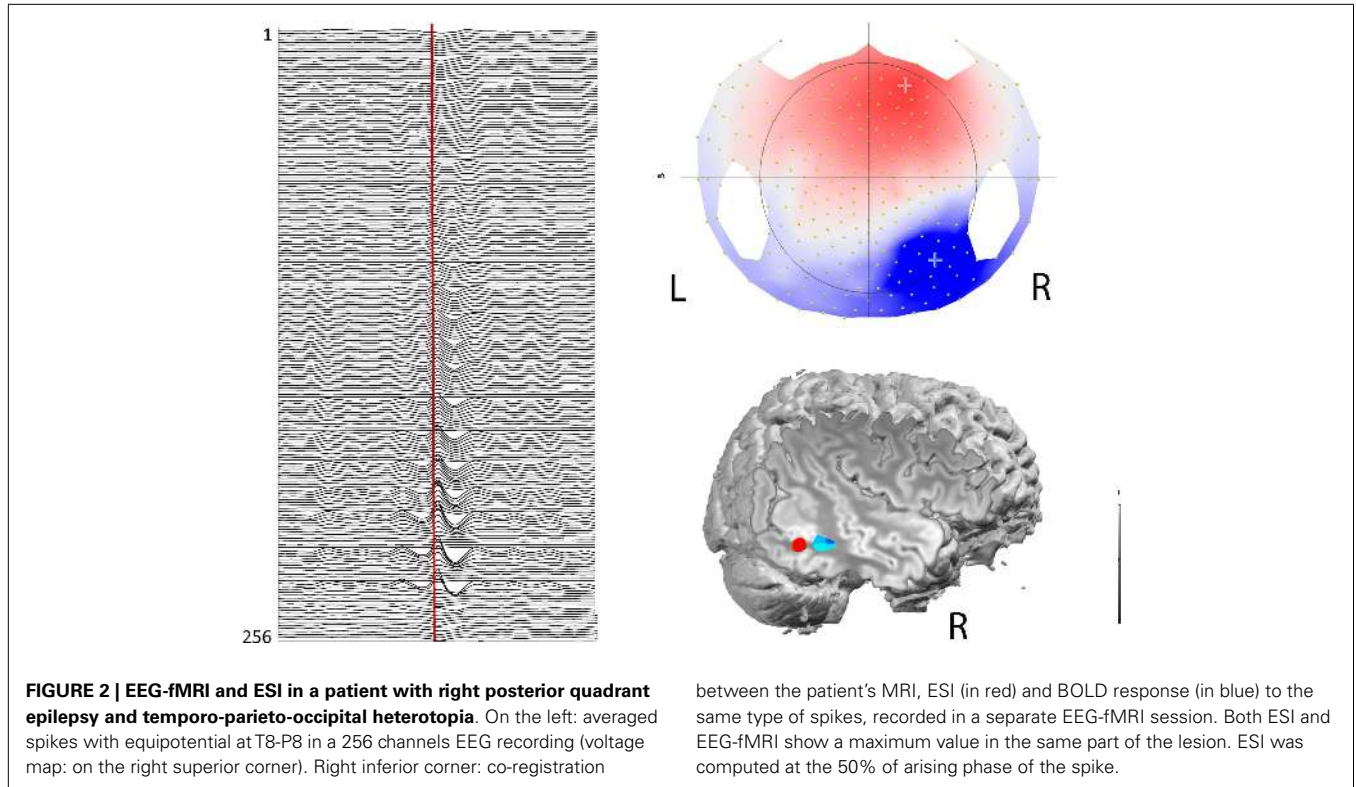 1
256
L
R
R
FIGURE 2 | EEG-fMRI and ESI in a patient with right posterior quadrant
epilepsy and temporo-parieto-occipital heterotopia. On the left: averaged
spikes with equipotential at T8-P8 in a 256 channels EEG recording (voltage
map: on the right superior corner). Right inferior corner: co-registration
between the patient's MRI, ESI (in red) and BOLD response (in blue) to the
same type of spikes, recorded in a separate EEG-fMRI session. Both ESI and
EEG-fMRI show a maximum value in the same part of the lesion. ESI was
computed at the 50% of arising phase of the spike.